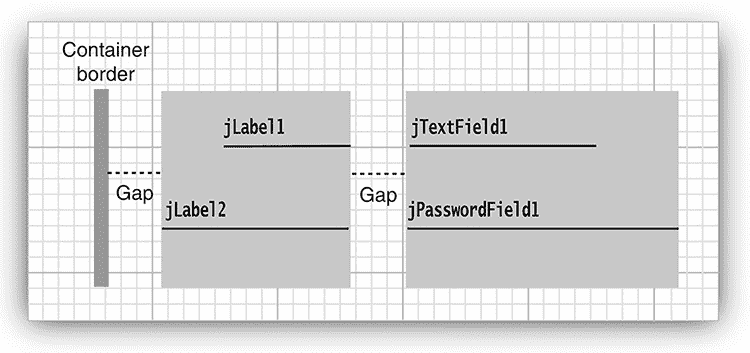 Container
border
jLabel1
jTextField1
Gap
Gap
jLabel2
jPasswordField1